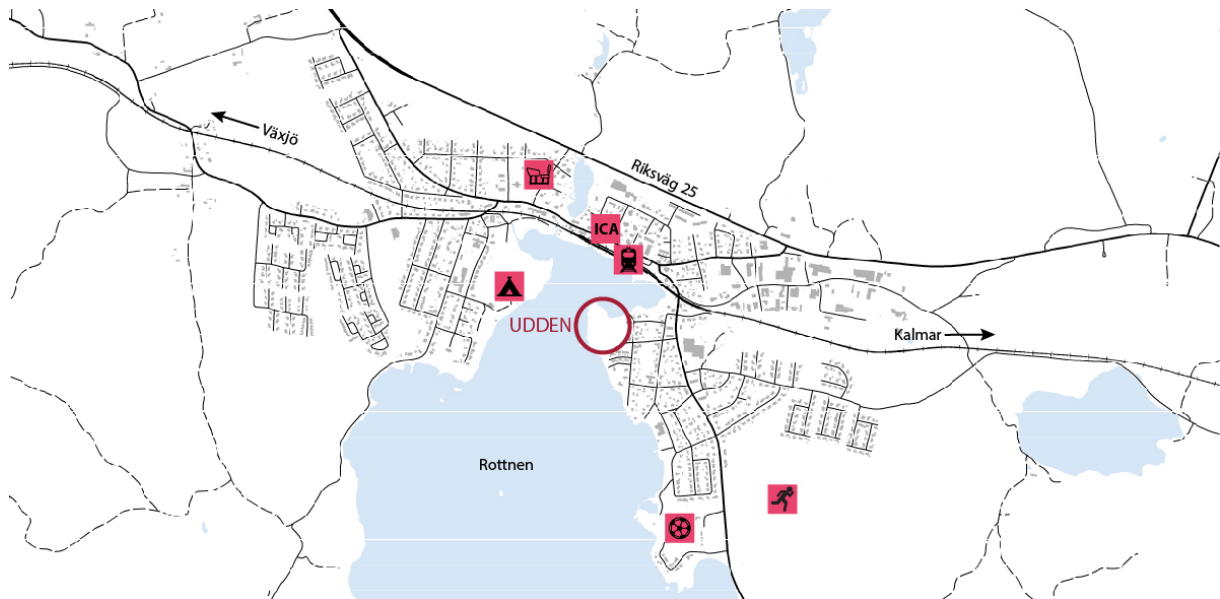 Växjö
Riksväg 25
ICA
UDDEN
Kalmar
Rottnen